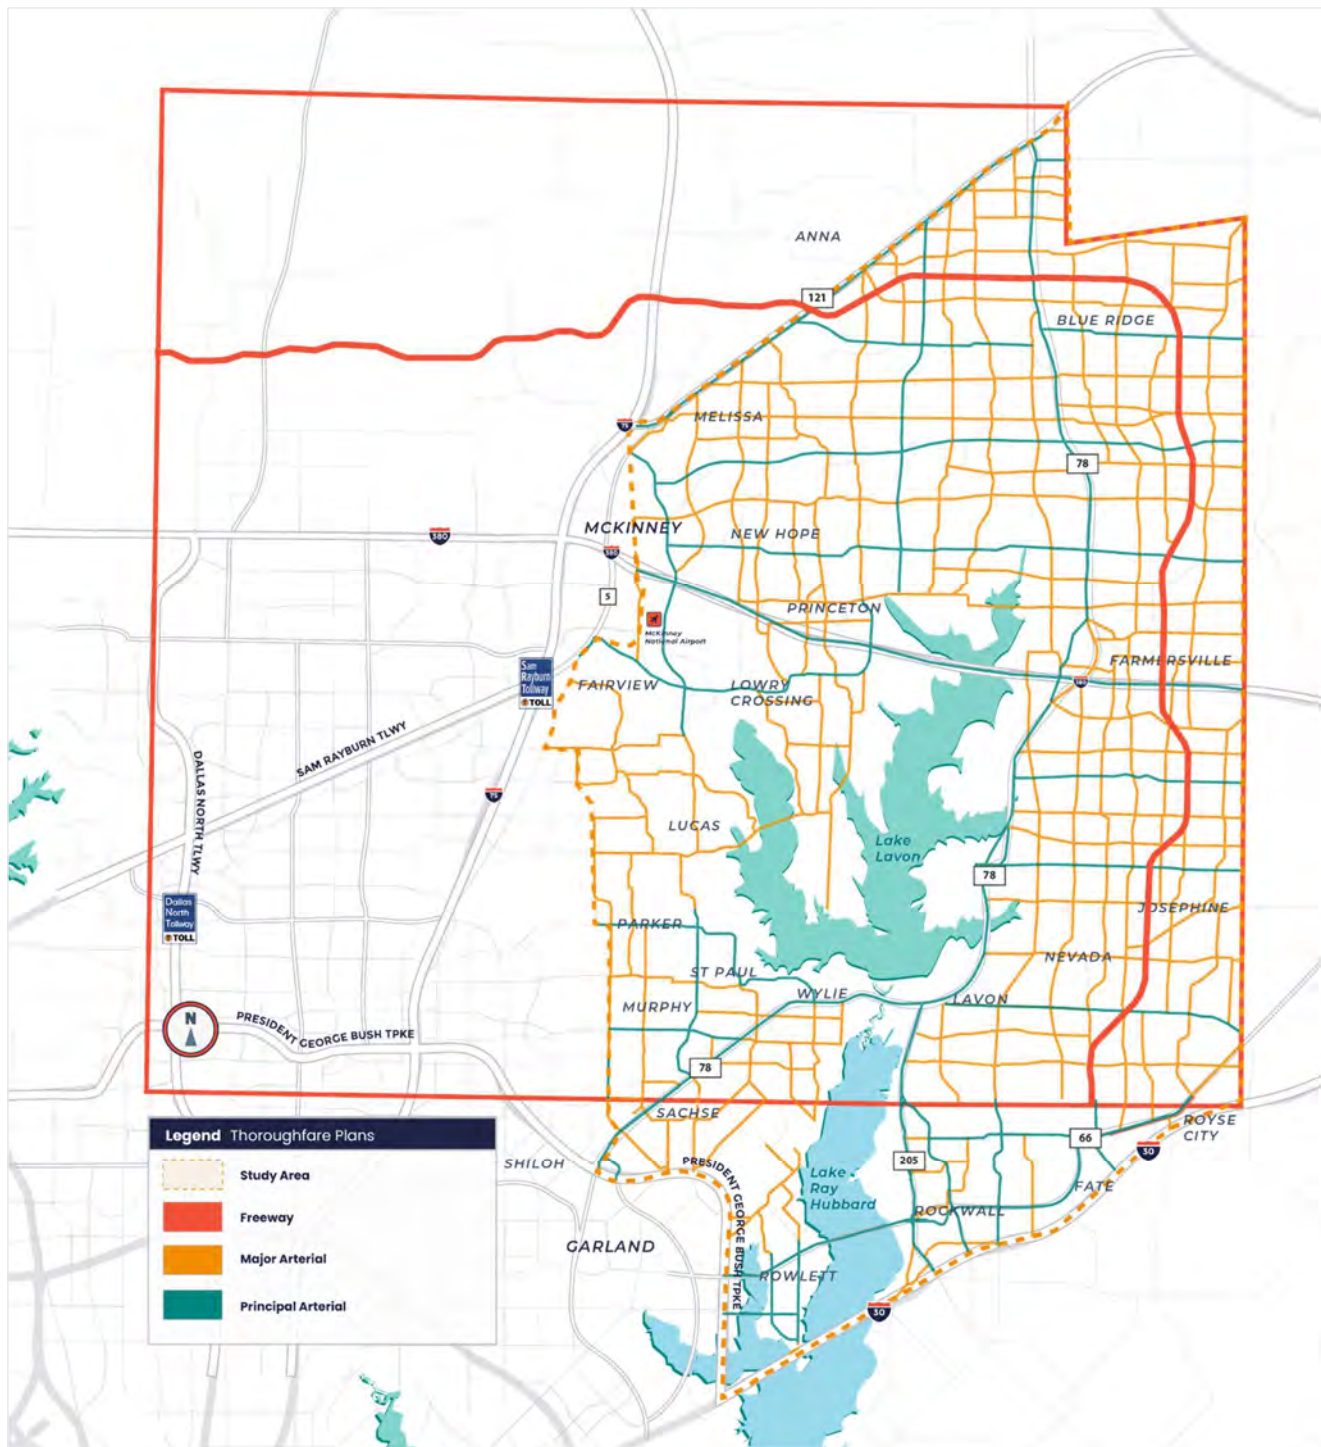 ANNA
121
BLUE RIDGE
MELISSA
75
78
MCKINNEY
NEW HOPE
380
380
5
PRINCETON
McKinney
National Airport
FARMERSVILLE
Sam
Rayburn
Tollway
TOLL
FAIRVIEW
LOWRY
CROSSING
380
SAM RAYBURN TLWY
DALLAS NORTH TLWY
75
LUCAS
Lake
Lavon
78
Dallas
North
Tollway
TOLL
PARKER
JOSEPHINE
ST PAUL
NEVADA
WYLIE
LAVON
MURPHY
N
PRESIDENT GEORGE BUSH TPKE
78
SACHSE
ROYSE
CITY
66
30
Legend Thoroughfare Plans
Study Area
Freeway
Major Arterial
Principal Arterial
SHILOH
PRESIDENT GEORGE BUSH TPKE
205
Lake
Ray
Hubbard
FATE
ROCKWALL
GARLAND
ROWLETT
30